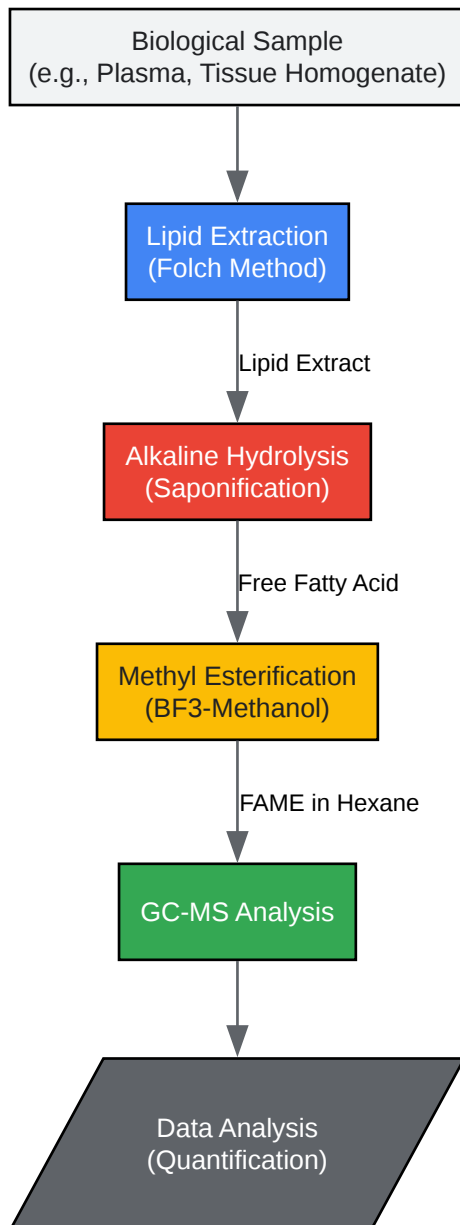 Biological Sample
(e.g., Plasma, Tissue Homogenate)
Lipid Extraction
(Folch Method)
Lipid Extract
Alkaline Hydrolysis
(Saponification)
Free Fatty Acid
Methyl Esterification
(BF3-Methanol)
FAME in Hexane
GC-MS Analysis
Data Analysis
(Quantification)